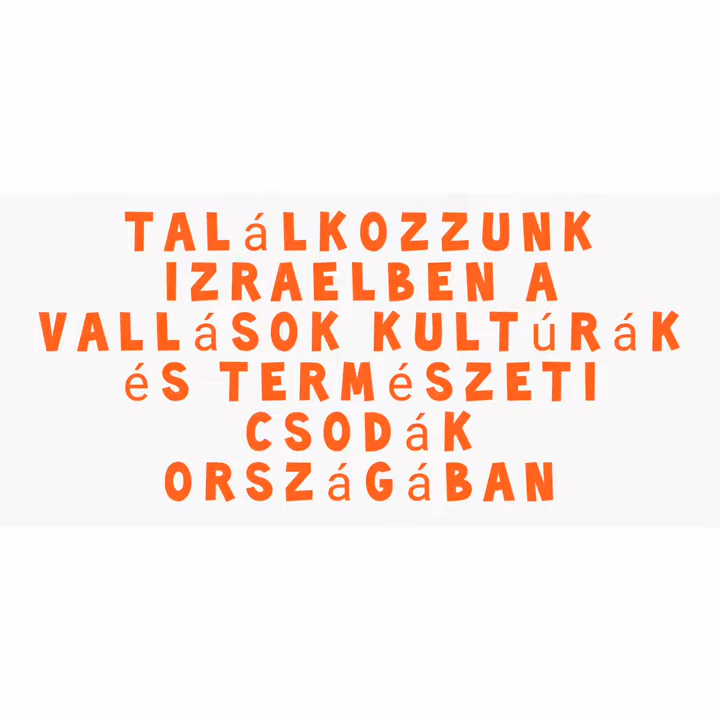 TALáLKOZZUNK
IZRAELBEN A
VALLáSOK KULTúRáK
éS TERMéSZETI
CSODáK
ORSZáGáBAN